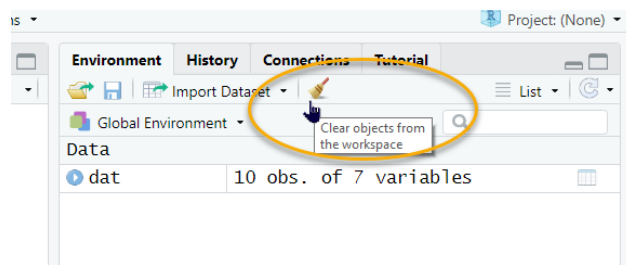 ns
Project: (None)
Environment History Connections Tutorial
Import Dataset
List
Global Environment
Clear objects from
the workspace
Data
dat 10 obs. of 7 variables